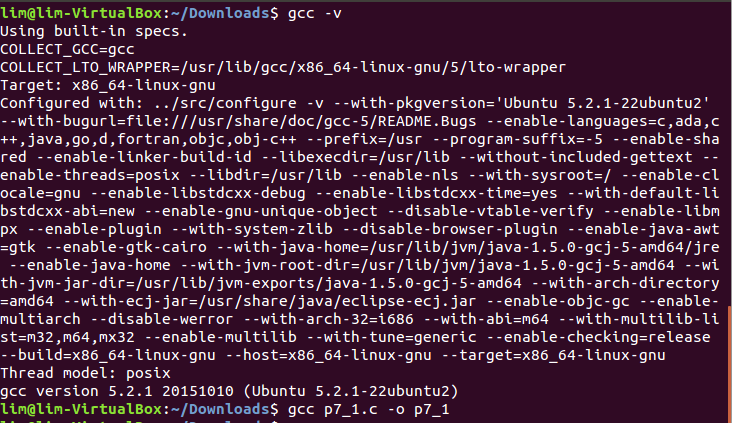 lim@lim-VirtualBox:~/Downloads$ gcc -v
Using built-in specs.
COLLECT_GCC=gcc
COLLECT_LTO_WRAPPER=/usr/lib/gcc/x86_64-linux-gnu/5/lto-wrapper
Target: x86_64-linux-gnu
Configured with: ../src/configure -v --with-pkgversion='Ubuntu 5.2.1-22ubuntu2'
--with-bugurl=file:///usr/share/doc/gcc-5/README.Bugs --enable-languages=c,ada,c
++,java,go,d,fortran,objc,obj-c++ --prefix=/usr --program-suffix=-5 --enable-sha
red --enable-linker-build-id --libexecdir=/usr/lib --without-included-gettext --
enable-threads=posix --libdir=/usr/lib --enable-nls --with-sysroot=/ --enable-cl
ocale=gnu --enable-libstdcxx-debug --enable-libstdcxx-time=yes --with-default-li
bstdcxx-abi=new --enable-gnu-unique-object --disable-vtable-verify --enable-libm
px --enable-plugin --with-system-zlib --disable-browser-plugin --enable-java-awt
=gtk --enable-gtk-cairo --with-java-home=/usr/lib/jvm/java-1.5.0-gcj-5-amd64/jre
 --enable-java-home --with-jvm-root-dir=/usr/lib/jvm/java-1.5.0-gcj-5-amd64 --wi
th-jvm-jar-dir=/usr/lib/jvm-exports/java-1.5.0-gcj-5-amd64 --with-arch-directory
=amd64 --with-ecj-jar=/usr/share/java/eclipse-ecj.jar --enable-objc-gc --enable-
multiarch --disable-werror --with-arch-32=i686 --with-abi=m64 --with-multilib-li
st=m32,m64,mx32 --enable-multilib --with-tune=generic --enable-checking=release
--build=x86_64-linux-gnu --host=x86_64-linux-gnu --target=x86_64-linux-gnu
Thread model: posix
gcc version 5.2.1 20151010 (Ubuntu 5.2.1-22ubuntu2)
lim@lim-VirtualBox:~/Downloads$ gcc p7_1.c -o p7_1